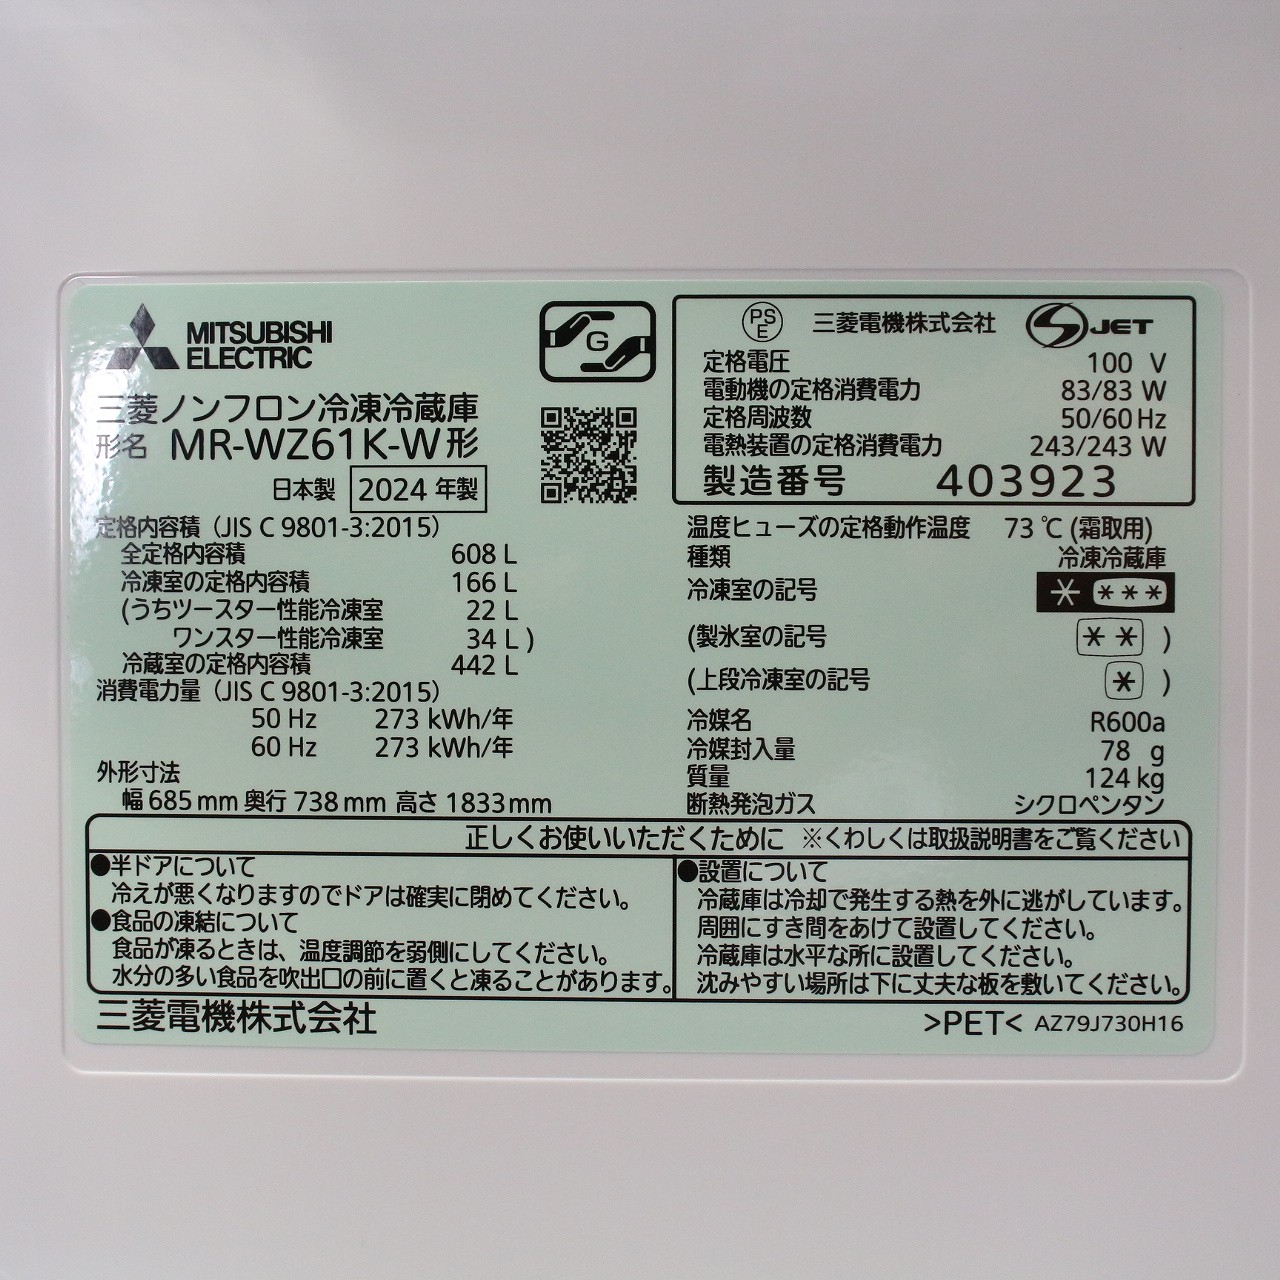 MITSUBISHI
ELECTRIC
三菱ノンフロン冷凍冷蔵庫
形名 MR-WZ61K-W形
日本製 2024 年製
G
定格内容積（JIS C 9801-3:2015）
全定格内容積 608 L
冷凍室の定格内容積 166 L
(うちツースター性能冷凍室 22 L
ワンスター性能冷凍室 34 L )
冷蔵室の定格内容積 442 L
消費電力量（JIS C 9801-3:2015）
50 Hz 273 kWh/年
60 Hz 273 kWh/年
外形寸法
幅 685 mm 奥行 738 mm 高さ 1833 mm
PS
E 三菱電機株式会社 S JET
定格電圧 100 V
電動機の定格消費電力 83/83 W
定格周波数 50/60 Hz
電熱装置の定格消費電力 243/243 W
製造番号 403923
温度ヒューズの定格動作温度 73 ℃ (霜取用)
種類 冷凍冷蔵庫
冷凍室の記号 * ***
(製氷室の記号 ** )
(上段冷凍室の記号 * )
冷媒名 R600a
冷媒封入量 78 g
質量 124 kg
断熱発泡ガス シクロペンタン
正しくお使いいただくために ※くわしくは取扱説明書をご覧ください
●半ドアについて
冷えが悪くなりますのでドアは確実に閉めてください。
●食品の凍結について
食品が凍るときは、温度調節を弱側にしてください。
水分の多い食品を吹出口の前に置くと凍ることがあります。
●設置について
冷蔵庫は冷却で発生する熱を外に逃がしています。
周囲にすき間をあけて設置してください。
冷蔵庫は水平な所に設置してください。
沈みやすい場所は下に丈夫な板を敷いてください。
三菱電機株式会社
>PET< AZ79J730H16